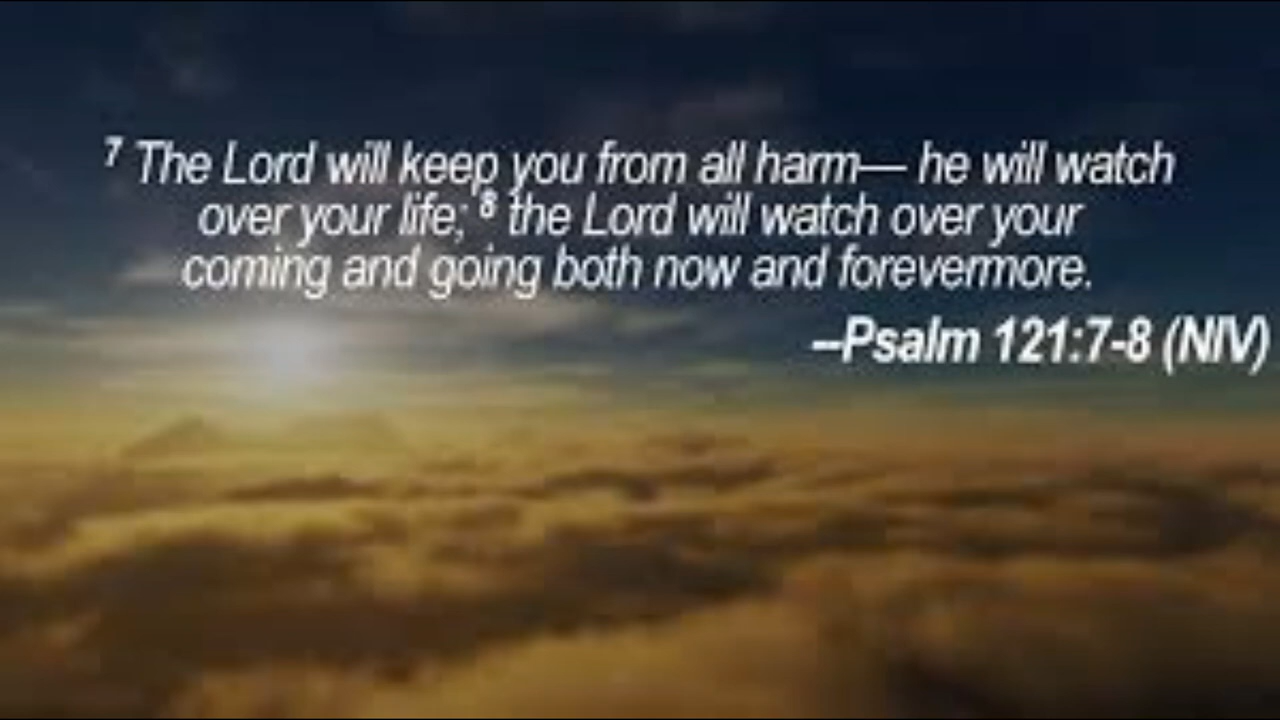 ⁷ The Lord will keep you from all harm— he will watch
over your life; ⁸ the Lord will watch over your
coming and going both now and forevermore.
--Psalm 121:7-8 (NIV)